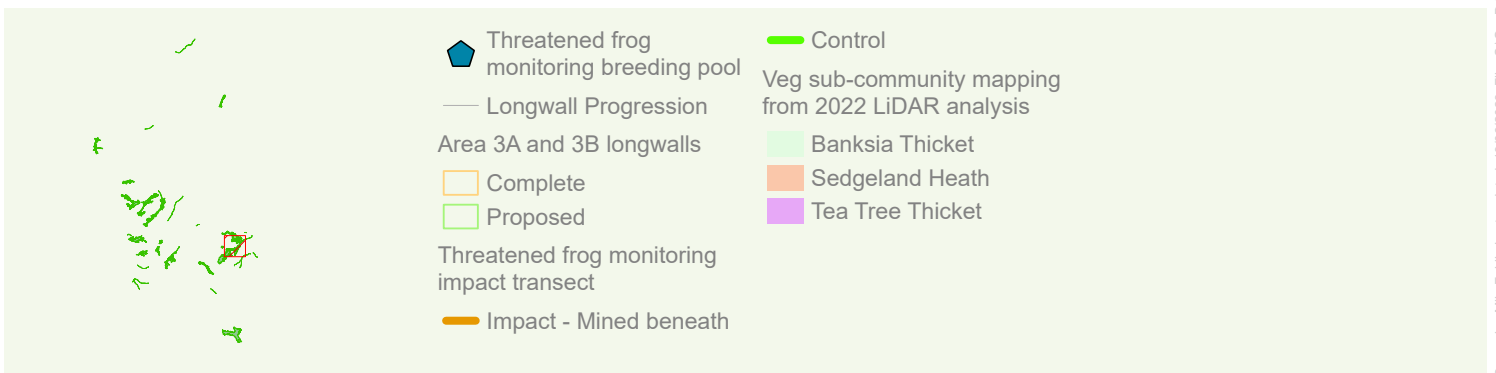 Threatened frog
monitoring breeding pool
Longwall Progression
Area 3A and 3B longwalls
Complete
Proposed
Threatened frog monitoring
impact transect
Impact - Mined beneath
Control
Veg sub-community mapping
from 2022 LiDAR analysis
Banksia Thicket
Sedgeland Heath
Tea Tree Thicket